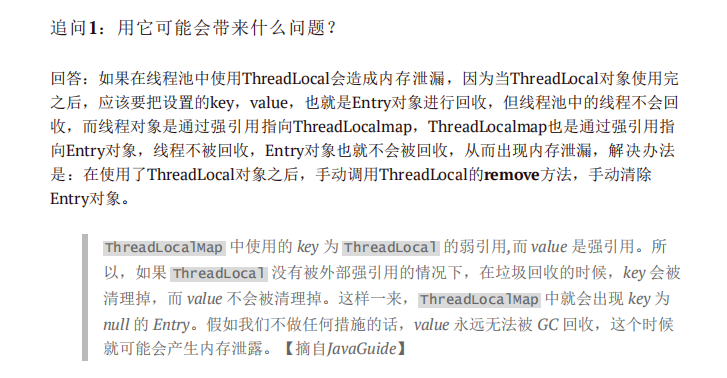 追问1：用它可能会带来什么问题？
回答：如果在线程池中使用ThreadLocal会造成内存泄漏，因为当ThreadLocal对象使用完
之后，应该要把设置的key，value，也就是Entry对象进行回收，但线程池中的线程不会回
收，而线程对象是通过强引用指向ThreadLocalmap，ThreadLocalmap也是通过强引用指
向Entry对象，线程不被回收，Entry对象也就不会被回收，从而出现内存泄漏，解决办法
是：在使用了ThreadLocal对象之后，手动调用ThreadLocal的remove方法，手动清除
Entry对象。
ThreadLocalMap 中使用的 key 为 ThreadLocal 的弱引用,而 value 是强引用。所
以，如果 ThreadLocal 没有被外部强引用的情况下，在垃圾回收的时候，key 会被
清理掉，而 value 不会被清理掉。这样一来，ThreadLocalMap 中就会出现 key 为
null 的 Entry。假如我们不做任何措施的话，value 永远无法被 GC 回收，这个时候
就可能会产生内存泄露。【摘自JavaGuide】